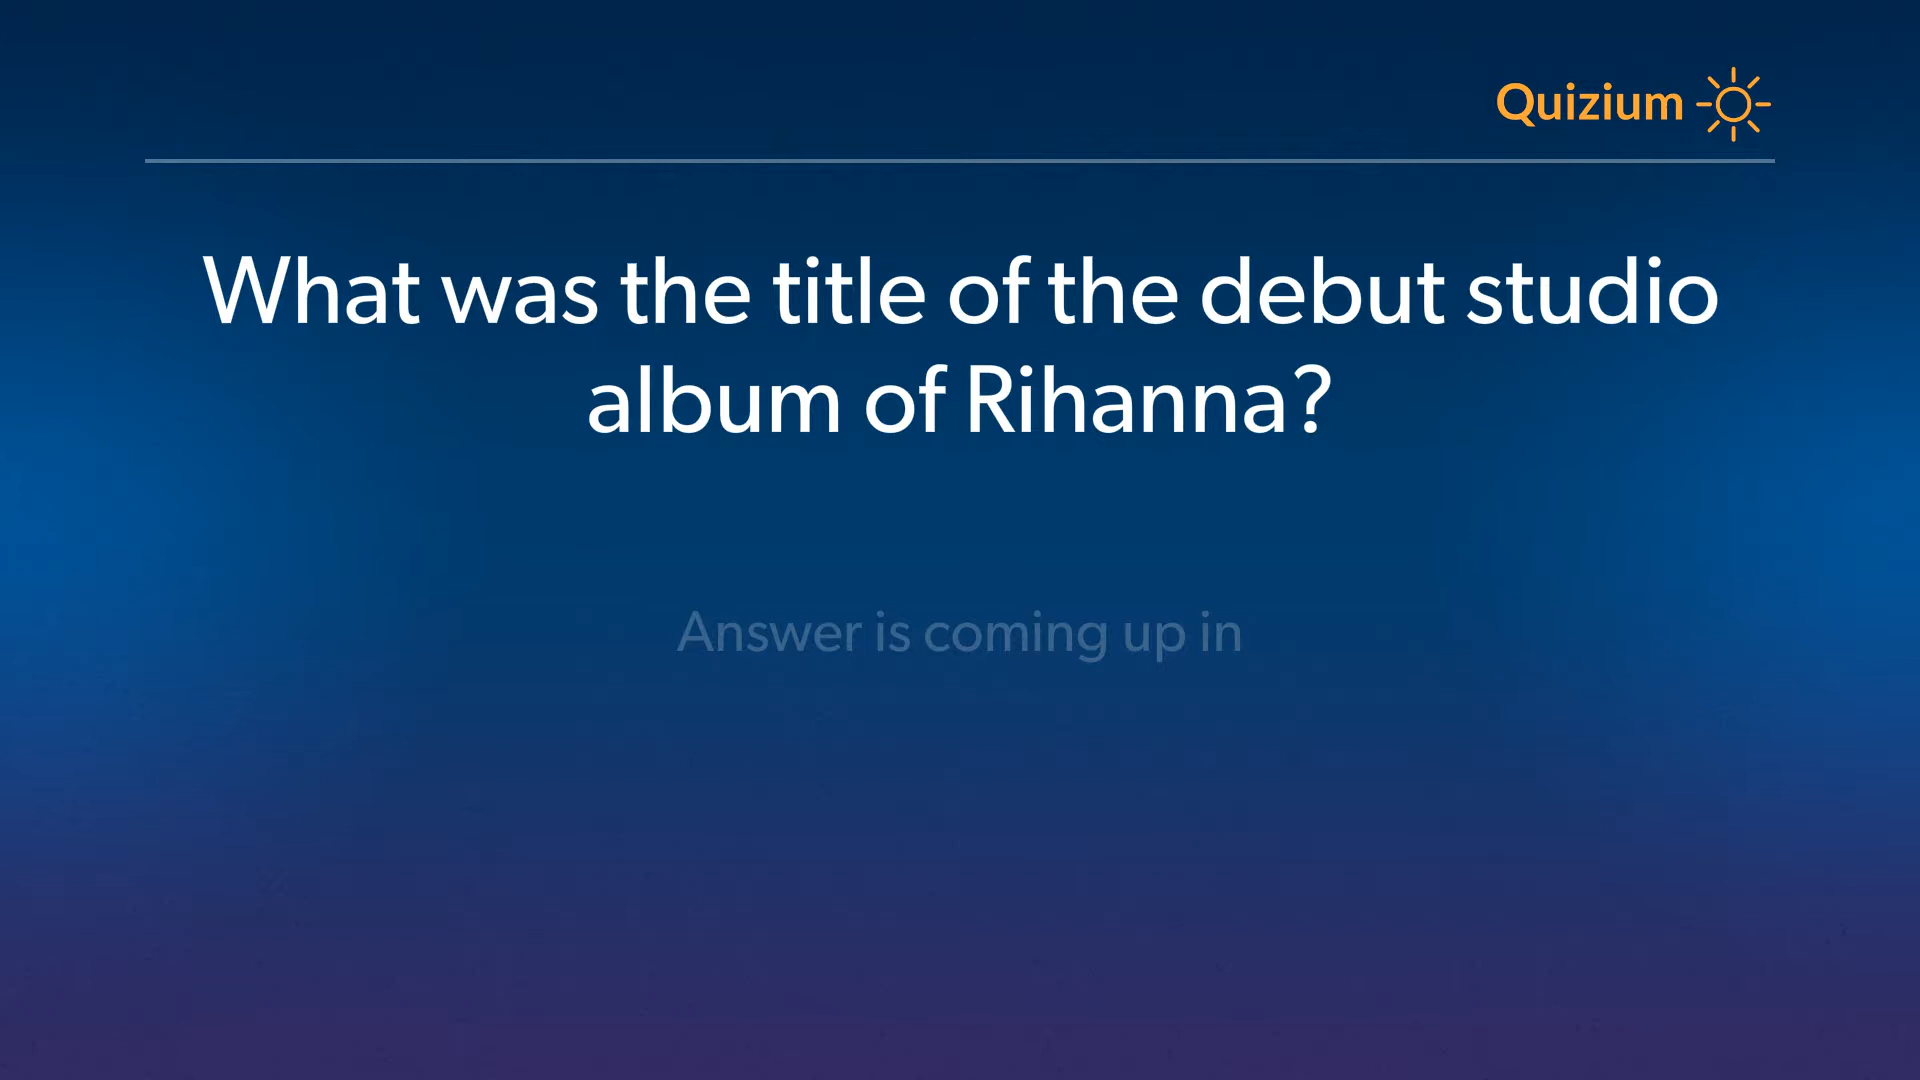 Quizium
What was the title of the debut studio
album of Rihanna?
Answer is coming up in